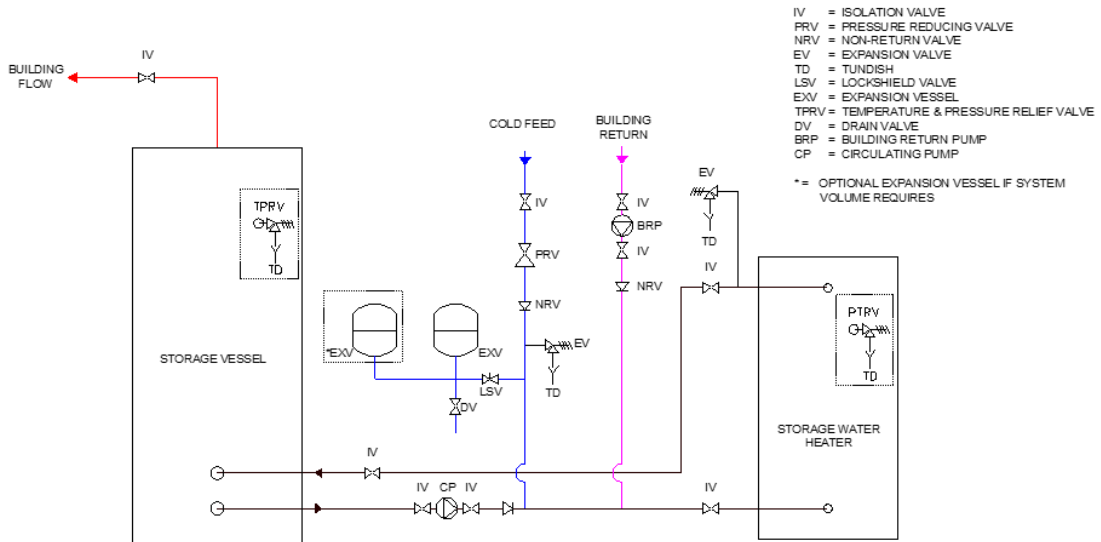 IV = ISOLATION VALVE
PRV = PRESSURE REDUCING VALVE
NRV = NON-RETURN VALVE
EV = EXPANSION VALVE
TD = TUNDISH
LSV = LOCKSHIELD VALVE
EXV = EXPANSION VESSEL
TPRV = TEMPERATURE & PRESSURE RELIEF VALVE
DV = DRAIN VALVE
BRP = BUILDING RETURN PUMP
CP = CIRCULATING PUMP
* = OPTIONAL EXPANSION VESSEL IF SYSTEM
VOLUME REQUIRES
IV
BUILDING
FLOW
COLD FEED
BUILDING
RETURN
EV
TD
TPRV
TD
IV
IV
BRP
IV
PRV
IV
NRV
NRV
PTRV
TD
*EXV
EXV
EV
STORAGE VESSEL
LSV
TD
DV
STORAGE WATER
HEATER
IV
IV
CP
IV
IV